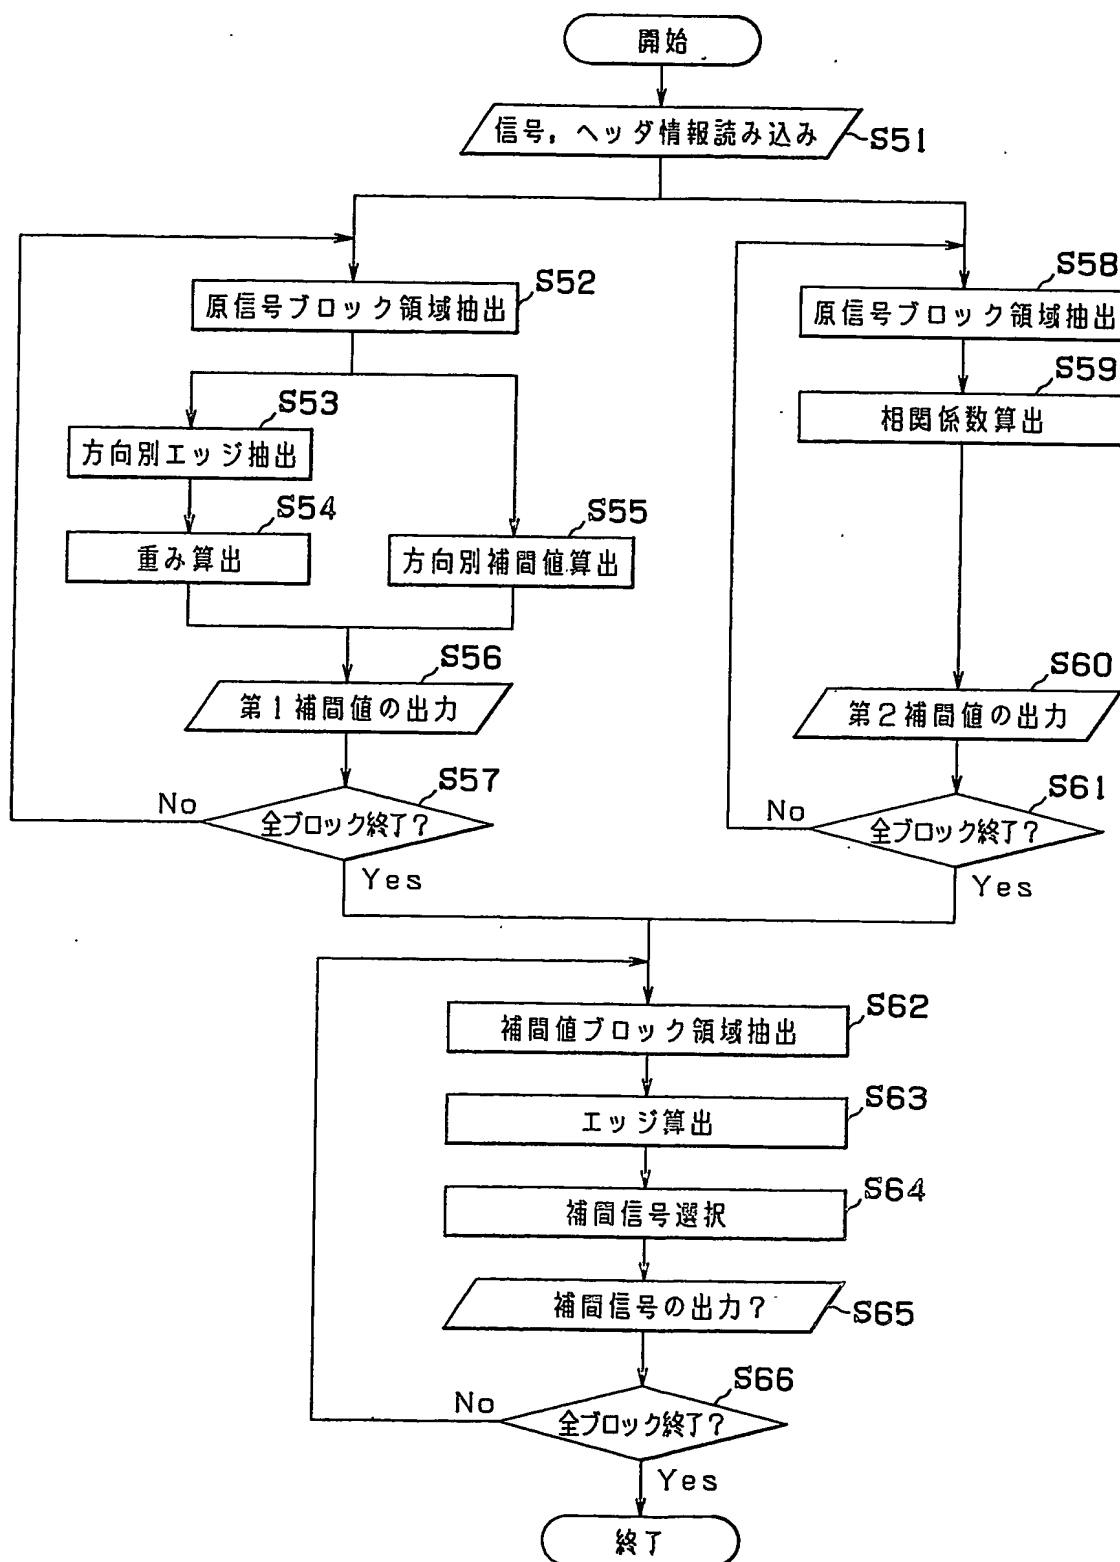 開始
信号,ヘッダ情報読み込み
S51
S52
原信号ブロック領域抽出
S53
方向別エッジ抽出
S54
重み算出
S55
方向別補間値算出
S56
第1補間値の出力
S57
全ブロック終了?
No
Yes
S58
原信号ブロック領域抽出
S59
相関係数算出
S60
第2補間値の出力
S61
全ブロック終了?
No
Yes
S62
補間値ブロック領域抽出
S63
エッジ算出
S64
補間信号選択
補間信号の出力?
S65
S66
全ブロック終了?
No
Yes
終了